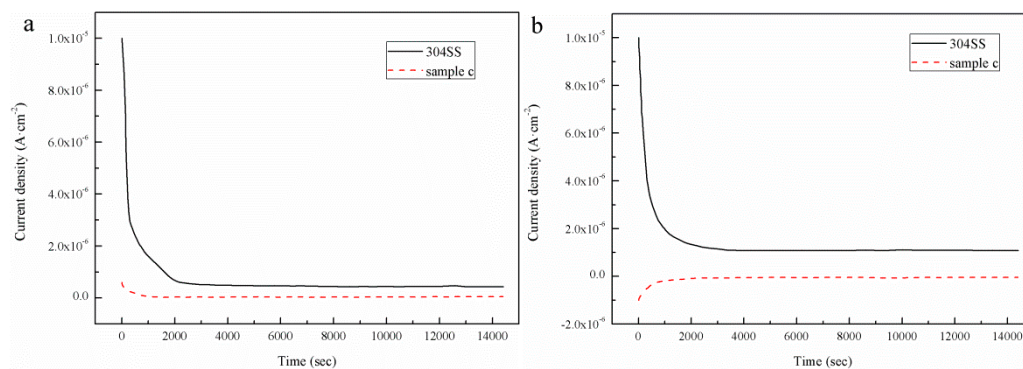 a
1.0x10⁻⁵
8.0x10⁻⁶
6.0x10⁻⁶
4.0x10⁻⁶
2.0x10⁻⁶
0.0
Current density (A·cm⁻²)
304SS
sample c
0 2000 4000 6000 8000 10000 12000 14000
Time (sec)
b
1.0x10⁻⁵
8.0x10⁻⁶
6.0x10⁻⁶
4.0x10⁻⁶
2.0x10⁻⁶
0.0
-2.0x10⁻⁶
Current density (A·cm⁻²)
304SS
sample c
0 2000 4000 6000 8000 10000 12000 14000
Time (sec)